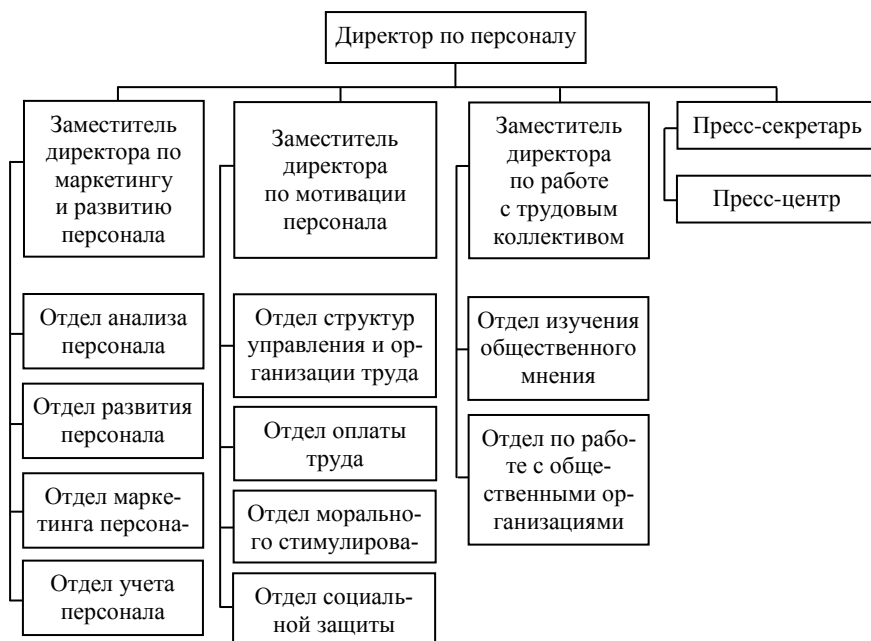 Директор по персоналу
Заместитель
директора по
маркетингу
и развитию
персонала
Заместитель
директора
по мотивации
персонала
Заместитель
директора
по работе
с трудовым
коллективом
Пресс-секретарь
Пресс-центр
Отдел анализа
персонала
Отдел развития
персонала
Отдел марке-
тинга персона-
Отдел учета
персонала
Отдел структур
управления и ор-
ганизации труда
Отдел оплаты
труда
Отдел мораль­но-
го стимулирова-
Отдел социаль-
ной защиты
Отдел изучения
общественного
мнения
Отдел по рабо-
те с обще-
ственными ор-
ганизациями